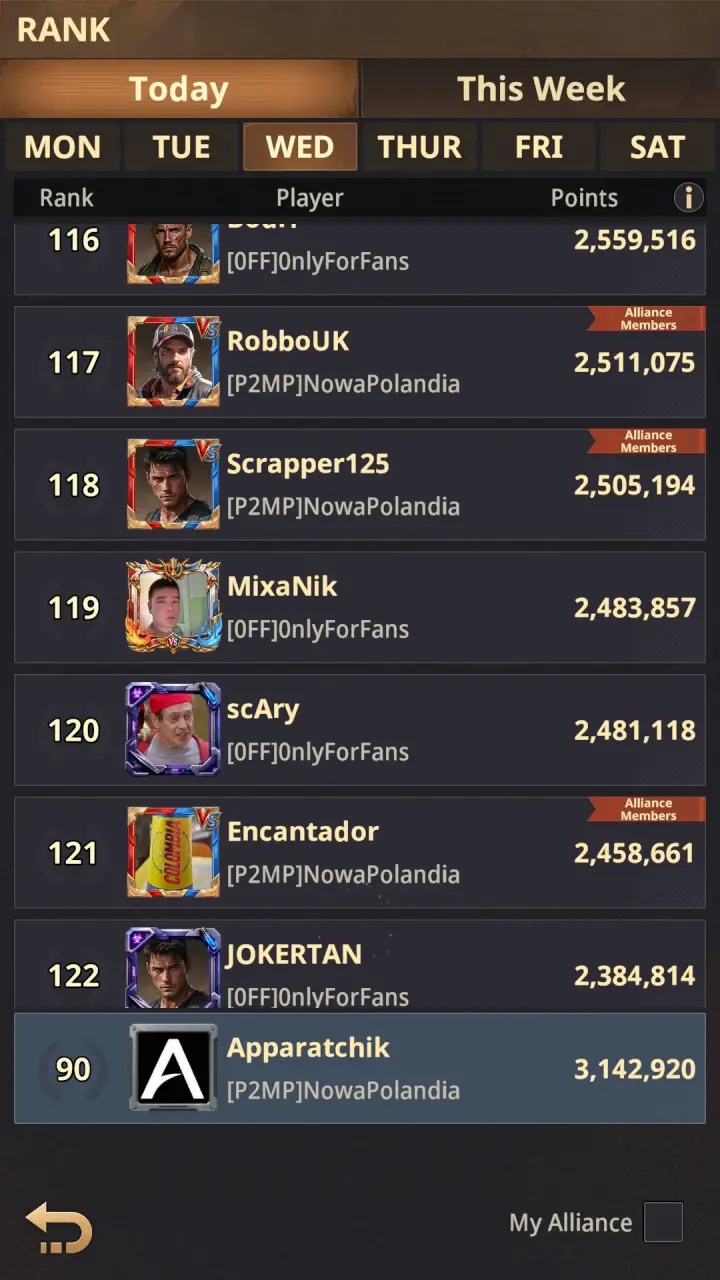 RANK
Today
This Week
MON TUE WED THUR FRI SAT
Rank Player Points
116
2,559,516
[0FF]0nlyForFans
Alliance Members
117
RobboUK
2,511,075
[P2MP]NowaPolandia
Alliance Members
118
Scrapper125
2,505,194
[P2MP]NowaPolandia
119
MixaNik
2,483,857
[0FF]0nlyForFans
120
scAry
2,481,118
[0FF]0nlyForFans
Alliance Members
121
COLOMBIA
Encantador
2,458,661
[P2MP]NowaPolandia
122
JOKERTAN
2,384,814
[0FF]0nlyForFans
90
Apparatchik
3,142,920
[P2MP]NowaPolandia
My Alliance